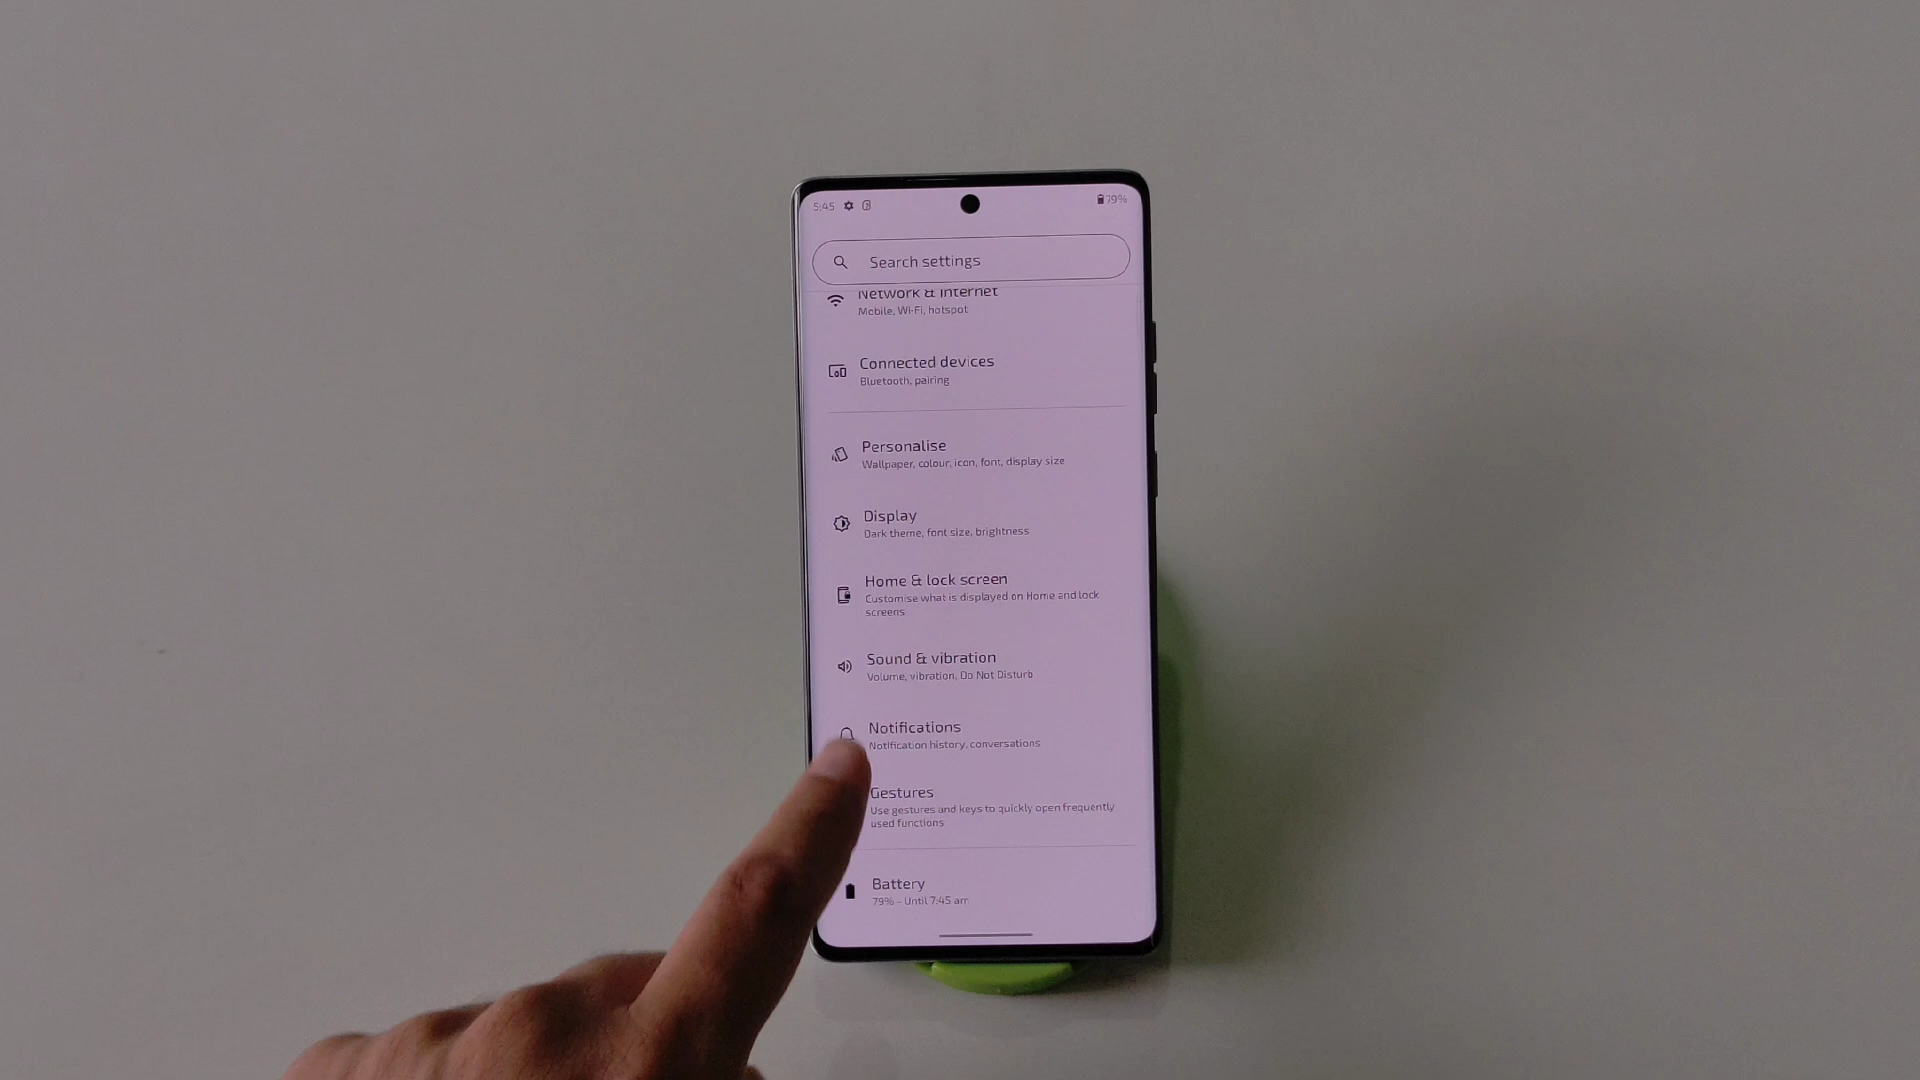 5:45
79%
Search settings
Network & internet
Mobile, Wi-Fi, hotspot
Connected devices
Bluetooth, pairing
Personalise
Wallpaper, colour, icon, font, display size
Display
Dark theme, font size, brightness
Home & lock screen
Customise what is displayed on Home and lock
screens
Sound & vibration
Volume, vibration, Do Not Disturb
Notifications
Notification history, conversations
Gestures
Use gestures and keys to quickly open frequently
used functions
Battery
79% - Until 7:45 am